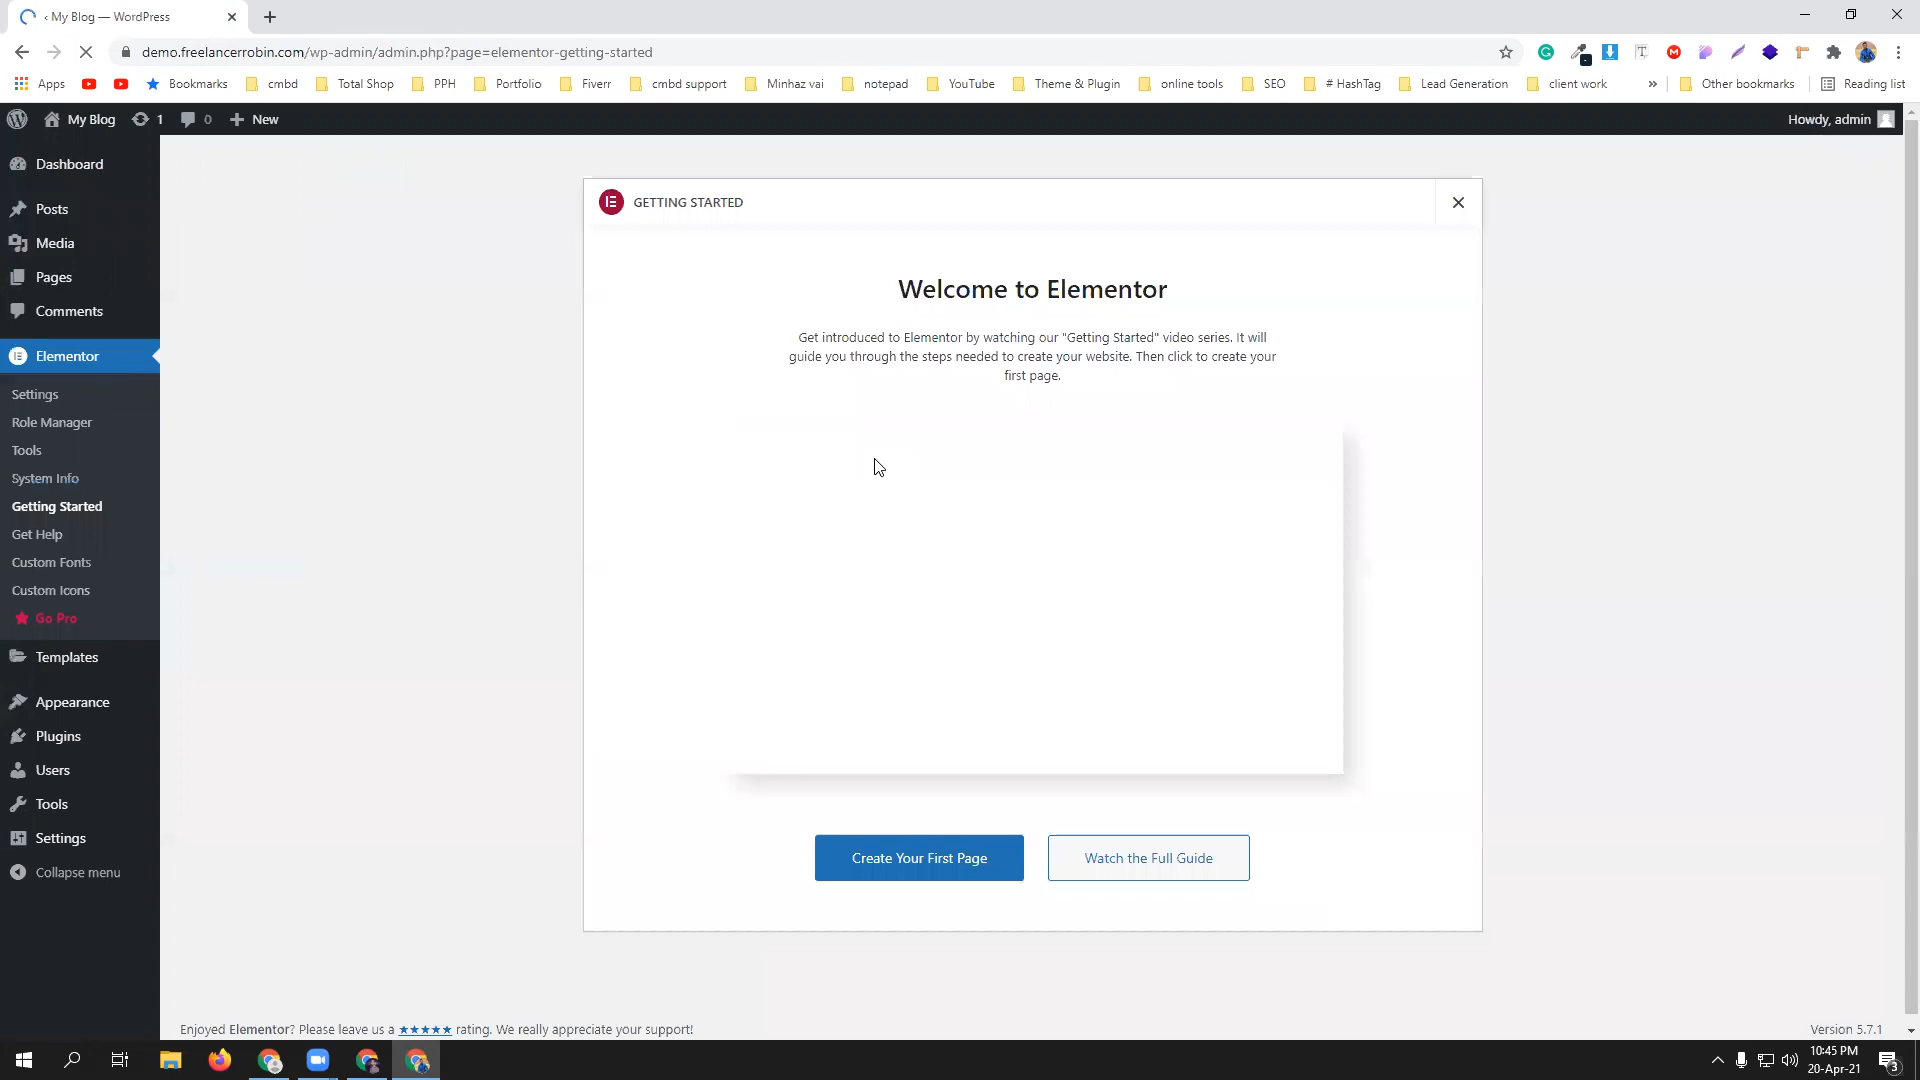 ‹ My Blog — WordPress
demo.freelancerrobin.com/wp-admin/admin.php?page=elementor-getting-started
Apps
Bookmarks
cmbd
Total Shop
PPH
Portfolio
Fiverr
cmbd support
Minhaz vai
notepad
YouTube
Theme & Plugin
online tools
SEO
# HashTag
Lead Generation
client work
»
Other bookmarks
Reading list
My Blog
1
0
New
Howdy, admin
Dashboard
Posts
Media
Pages
Comments
Elementor
Settings
Role Manager
Tools
System Info
Getting Started
Get Help
Custom Fonts
Custom Icons
Go Pro
Templates
Appearance
Plugins
Users
Tools
Settings
Collapse menu
GETTING STARTED
Welcome to Elementor
Get introduced to Elementor by watching our "Getting Started" video series. It will
guide you through the steps needed to create your website. Then click to create your
first page.
Create Your First Page
Watch the Full Guide
Enjoyed Elementor? Please leave us a ★★★★★ rating. We really appreciate your support!
Version 5.7.1
10:45 PM
20-Apr-21
3